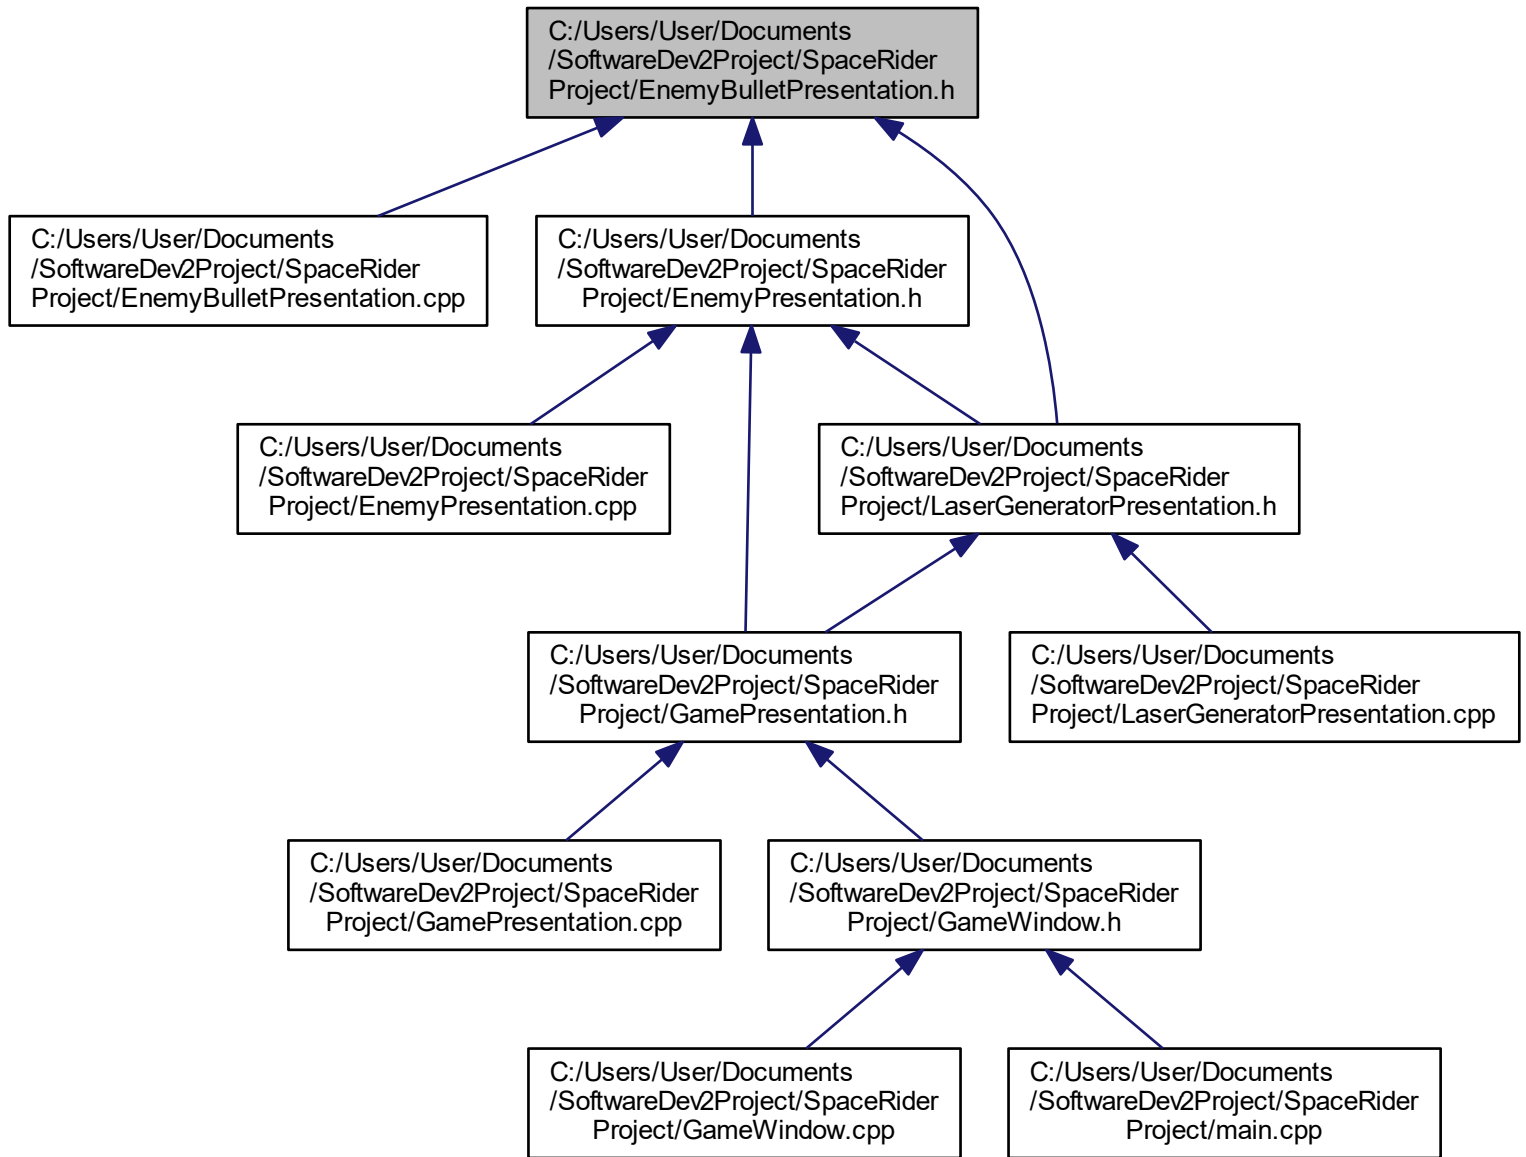 C:/Users/User/Documents
/SoftwareDev2Project/SpaceRider
Project/EnemyBulletPresentation.h
C:/Users/User/Documents
/SoftwareDev2Project/SpaceRider
Project/EnemyBulletPresentation.cpp
C:/Users/User/Documents
/SoftwareDev2Project/SpaceRider
Project/EnemyPresentation.h
C:/Users/User/Documents
/SoftwareDev2Project/SpaceRider
Project/EnemyPresentation.cpp
C:/Users/User/Documents
/SoftwareDev2Project/SpaceRider
Project/LaserGeneratorPresentation.h
C:/Users/User/Documents
/SoftwareDev2Project/SpaceRider
Project/GamePresentation.h
C:/Users/User/Documents
/SoftwareDev2Project/SpaceRider
Project/LaserGeneratorPresentation.cpp
C:/Users/User/Documents
/SoftwareDev2Project/SpaceRider
Project/GamePresentation.cpp
C:/Users/User/Documents
/SoftwareDev2Project/SpaceRider
Project/GameWindow.h
C:/Users/User/Documents
/SoftwareDev2Project/SpaceRider
Project/GameWindow.cpp
C:/Users/User/Documents
/SoftwareDev2Project/SpaceRider
Project/main.cpp